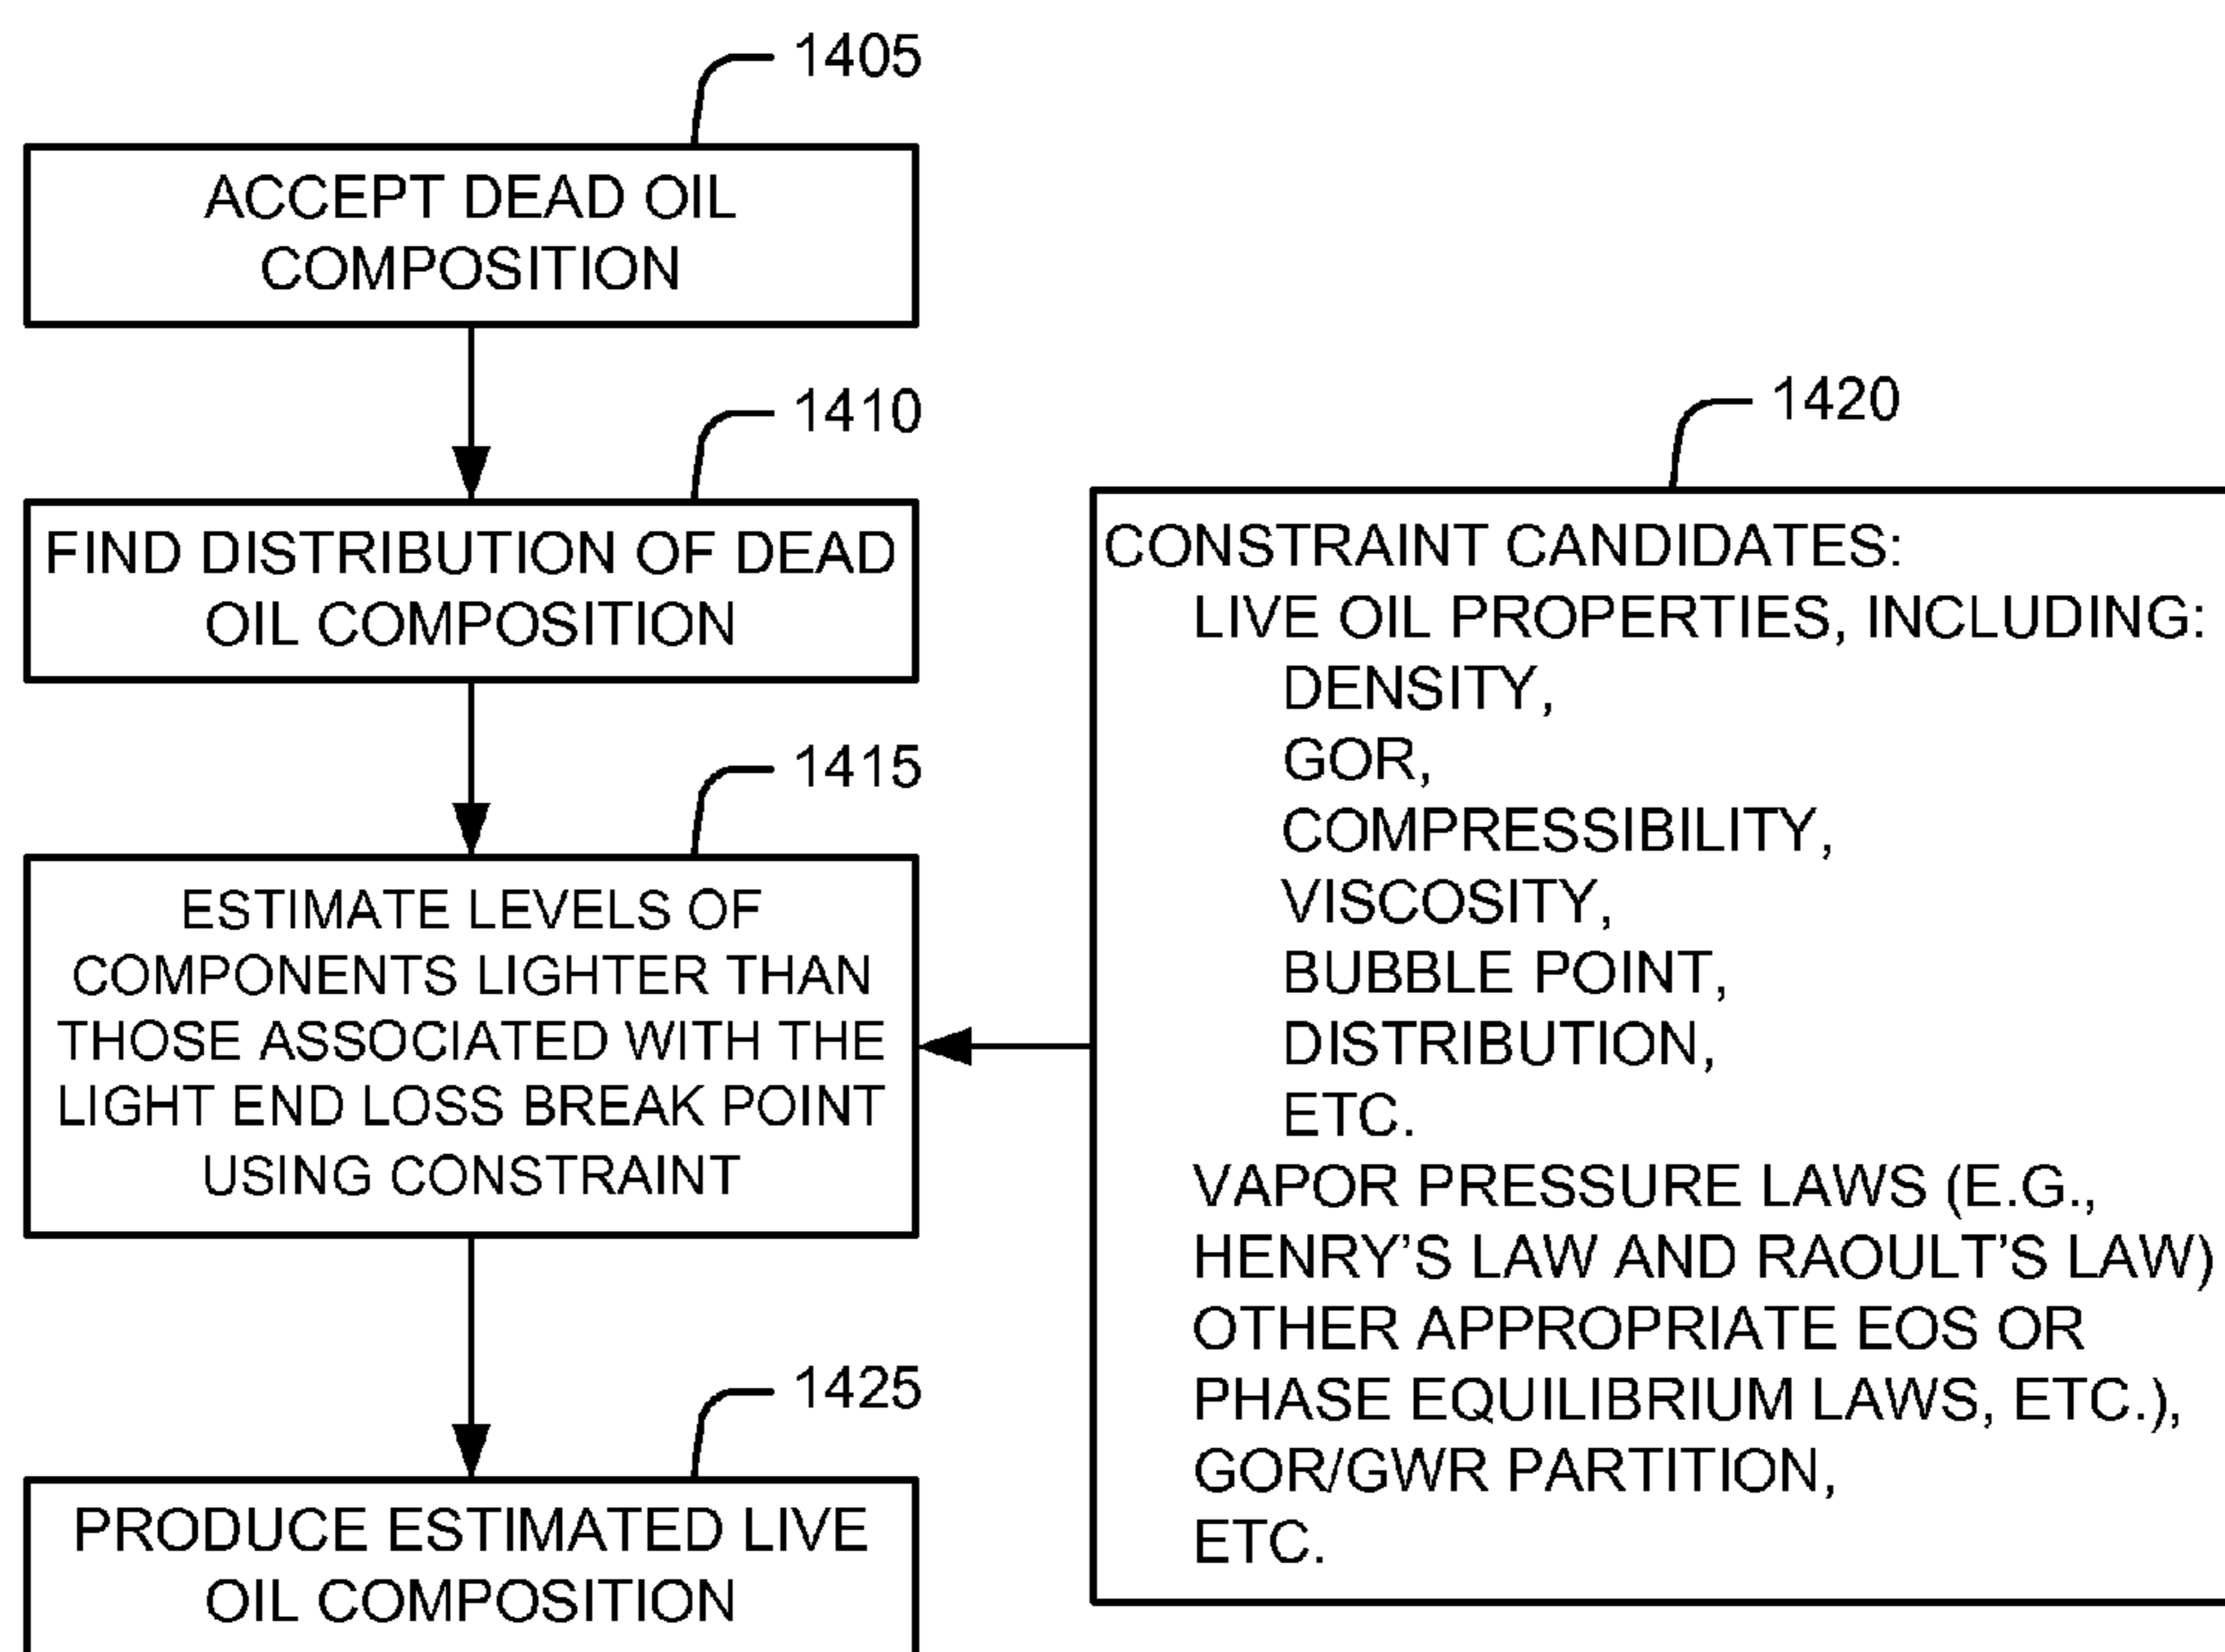 1405
ACCEPT DEAD OIL
COMPOSITION
1410
FIND DISTRIBUTION OF DEAD
OIL COMPOSITION
1415
ESTIMATE LEVELS OF
COMPONENTS LIGHTER THAN
THOSE ASSOCIATED WITH THE
LIGHT END LOSS BREAK POINT
USING CONSTRAINT
1420
CONSTRAINT CANDIDATES:
LIVE OIL PROPERTIES, INCLUDING:
DENSITY,
GOR,
COMPRESSIBILITY,
VISCOSITY,
BUBBLE POINT,
DISTRIBUTION,
ETC.
VAPOR PRESSURE LAWS (E.G.,
HENRY'S LAW AND RAOULT'S LAW)
OTHER APPROPRIATE EOS OR
PHASE EQUILIBRIUM LAWS, ETC.),
GOR/GWR PARTITION,
ETC.
1425
PRODUCE ESTIMATED LIVE
OIL COMPOSITION